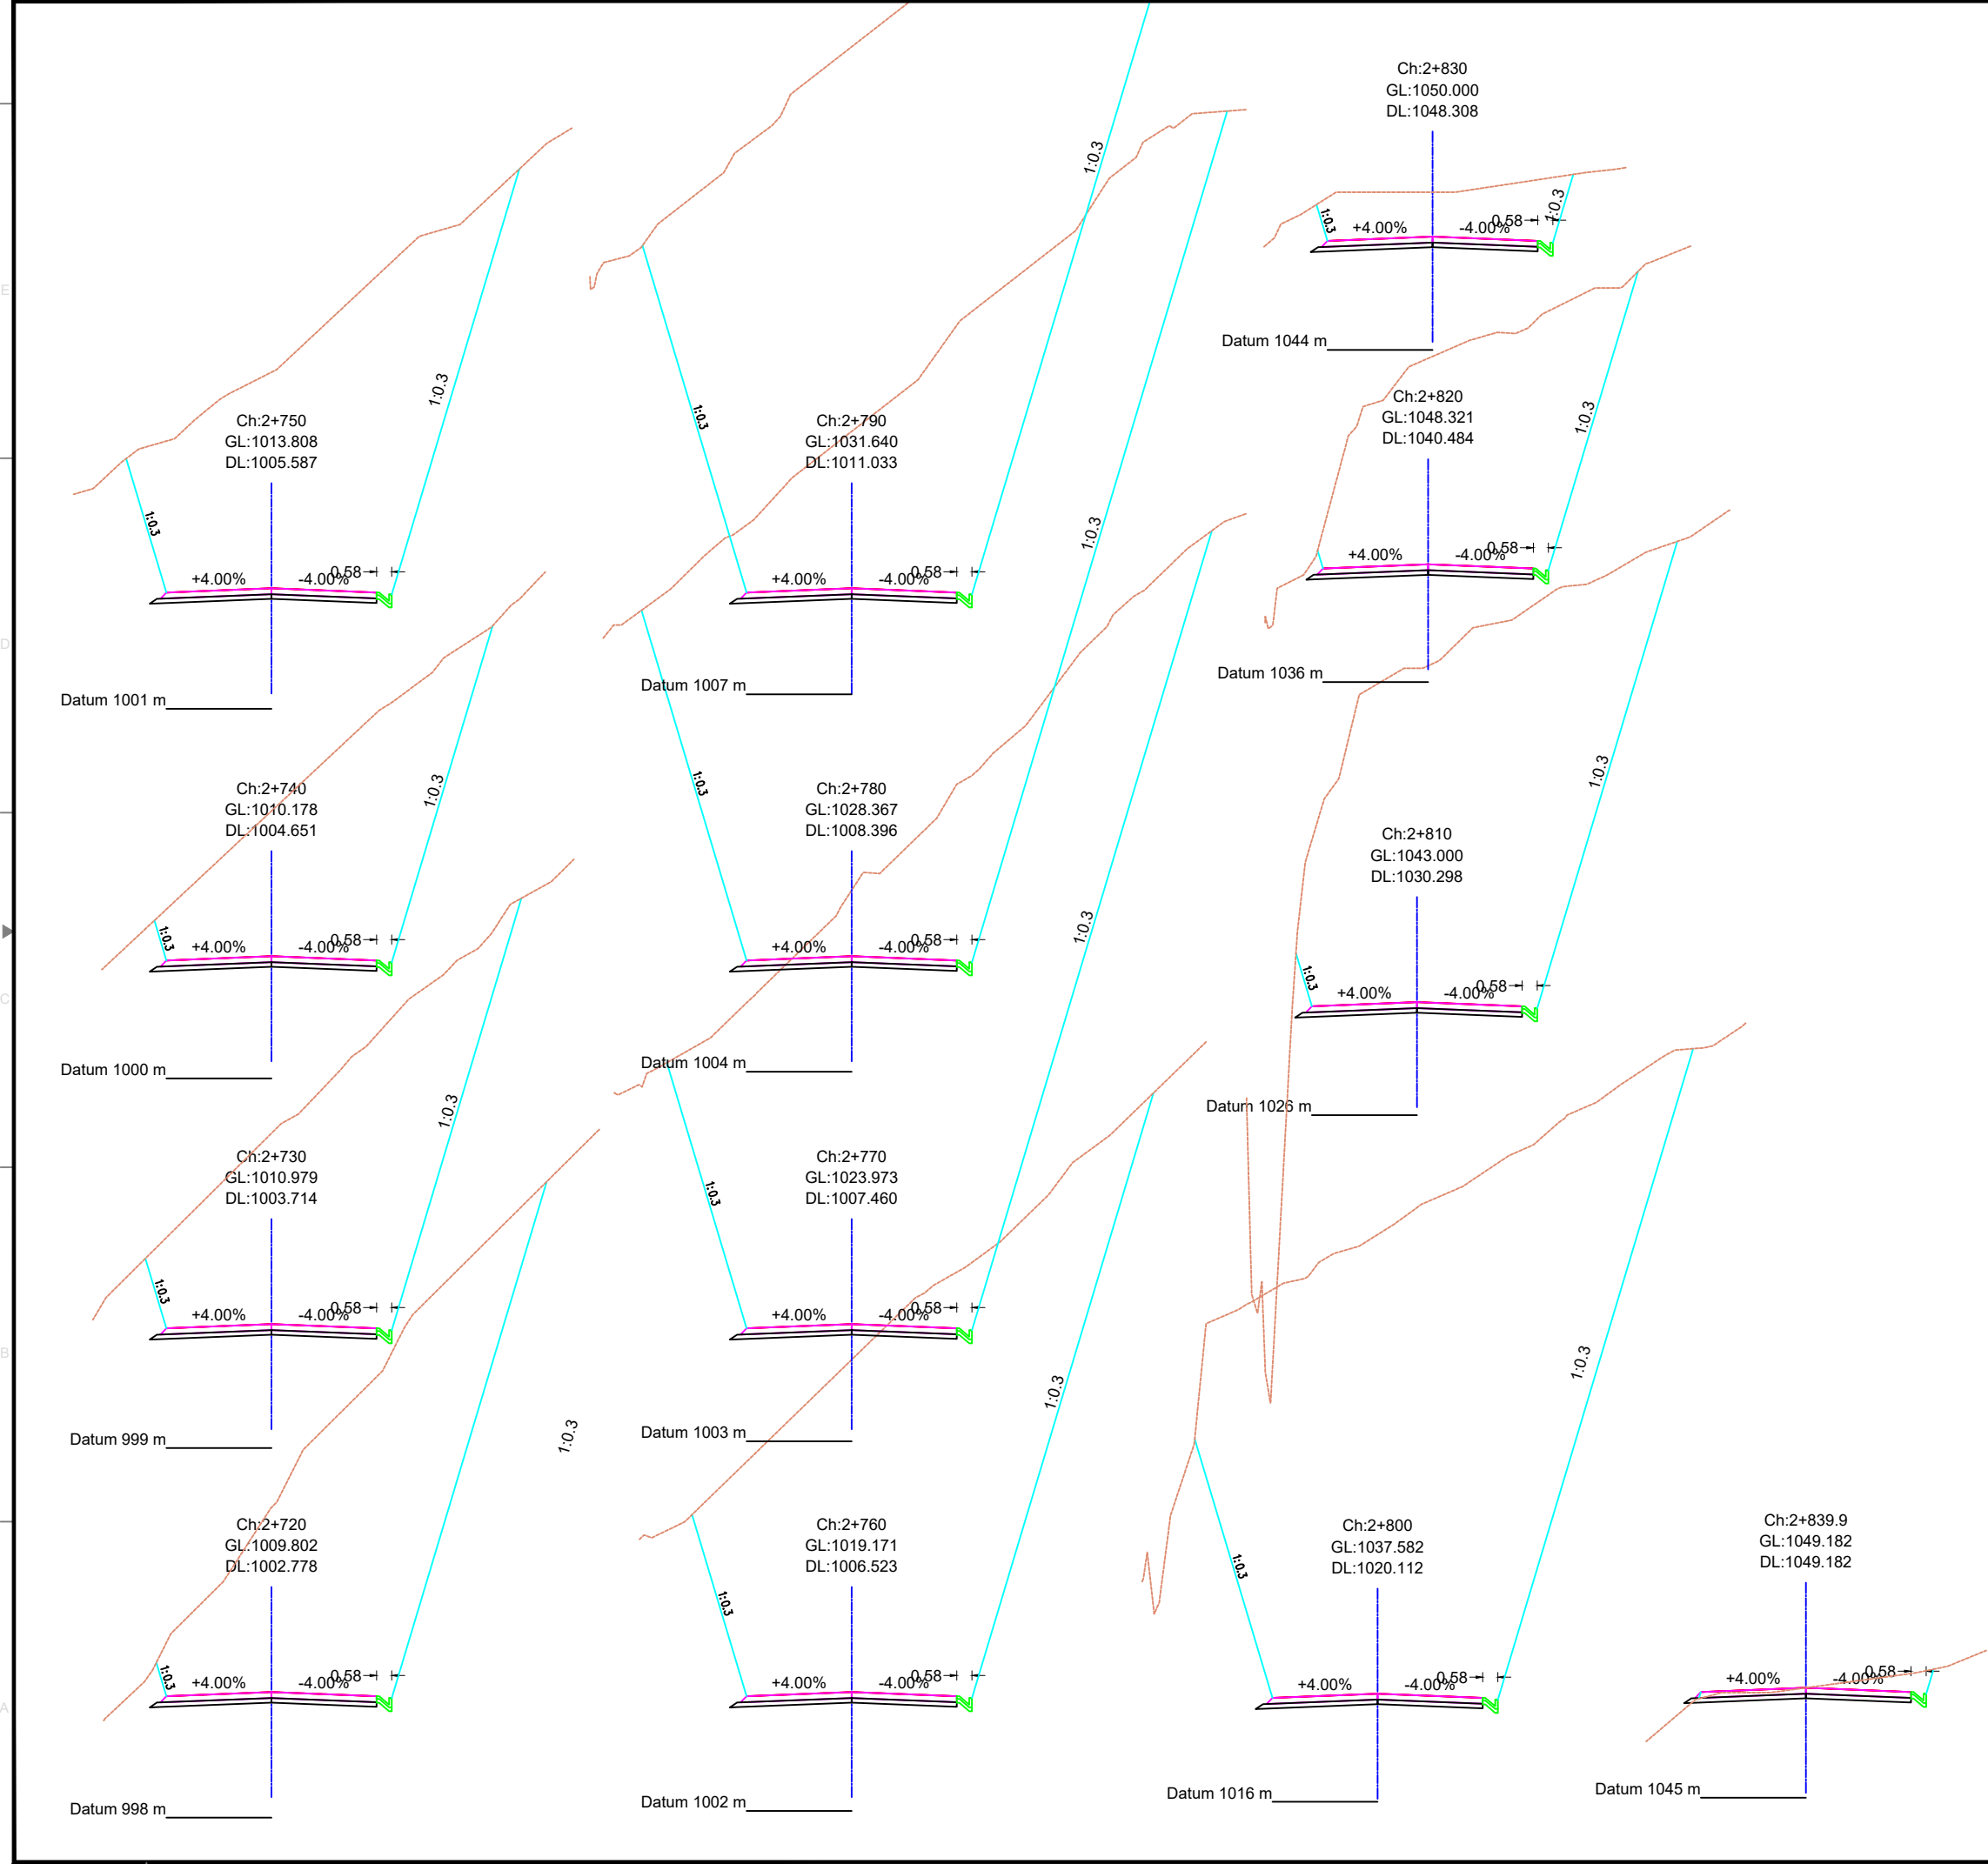 Ch:2+750
GL:1013.808
DL:1005.587
1:0.3
1:0.3
+4.00%
-4.00%
0.58
Datum 1001 m
Ch:2+740
GL:1010.178
DL:1004.651
1:0.3
1:0.3
+4.00%
-4.00%
0.58
Datum 1000 m
Ch:2+730
GL:1010.979
DL:1003.714
1:0.3
1:0.3
+4.00%
-4.00%
0.58
Datum 999 m
Ch:2+720
GL:1009.802
DL:1002.778
1:0.3
1:0.3
+4.00%
-4.00%
0.58
Datum 998 m
Ch:2+790
GL:1031.640
DL:1011.033
1:0.3
1:0.3
+4.00%
-4.00%
0.58
Datum 1007 m
Ch:2+780
GL:1028.367
DL:1008.396
1:0.3
1:0.3
+4.00%
-4.00%
0.58
Datum 1004 m
Ch:2+770
GL:1023.973
DL:1007.460
1:0.3
1:0.3
+4.00%
-4.00%
0.58
Datum 1003 m
Ch:2+760
GL:1019.171
DL:1006.523
1:0.3
1:0.3
+4.00%
-4.00%
0.58
Datum 1002 m
Ch:2+830
GL:1050.000
DL:1048.308
1:0.3
1:0.3
+4.00%
-4.00%
0.58
Datum 1044 m
Ch:2+820
GL:1048.321
DL:1040.484
1:0.3
+4.00%
-4.00%
0.58
Datum 1036 m
Ch:2+810
GL:1043.000
DL:1030.298
1:0.3
1:0.3
+4.00%
-4.00%
0.58
Datum 1026 m
Ch:2+800
GL:1037.582
DL:1020.112
1:0.3
1:0.3
+4.00%
-4.00%
0.58
Datum 1016 m
Ch:2+839.9
GL:1049.182
DL:1049.182
+4.00%
-4.00%
0.58
Datum 1045 m
E
D
C
B
A